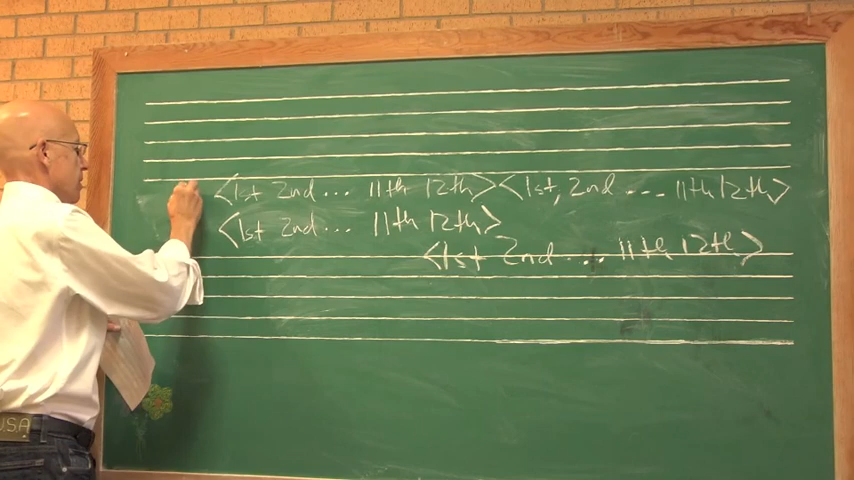 <1st 2nd... 11th 12th> <1st, 2nd ... 11th 12th>
<1st 2nd... 11th 12th>
<1st 2nd ... 11th 12th>
U.S.A